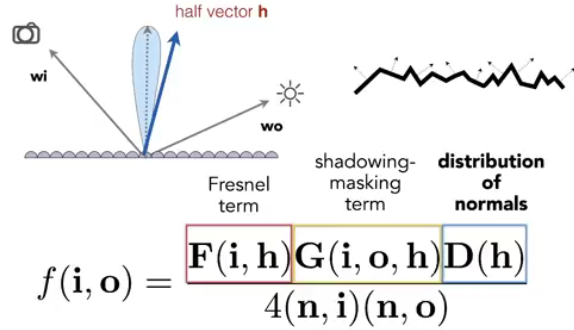 half vector h
wi
wo
Fresnel
term
shadowing-
masking
term
distribution
of
normals
f(i, o) = F(i, h)G(i, o, h)D(h)
4(n, i)(n, o)